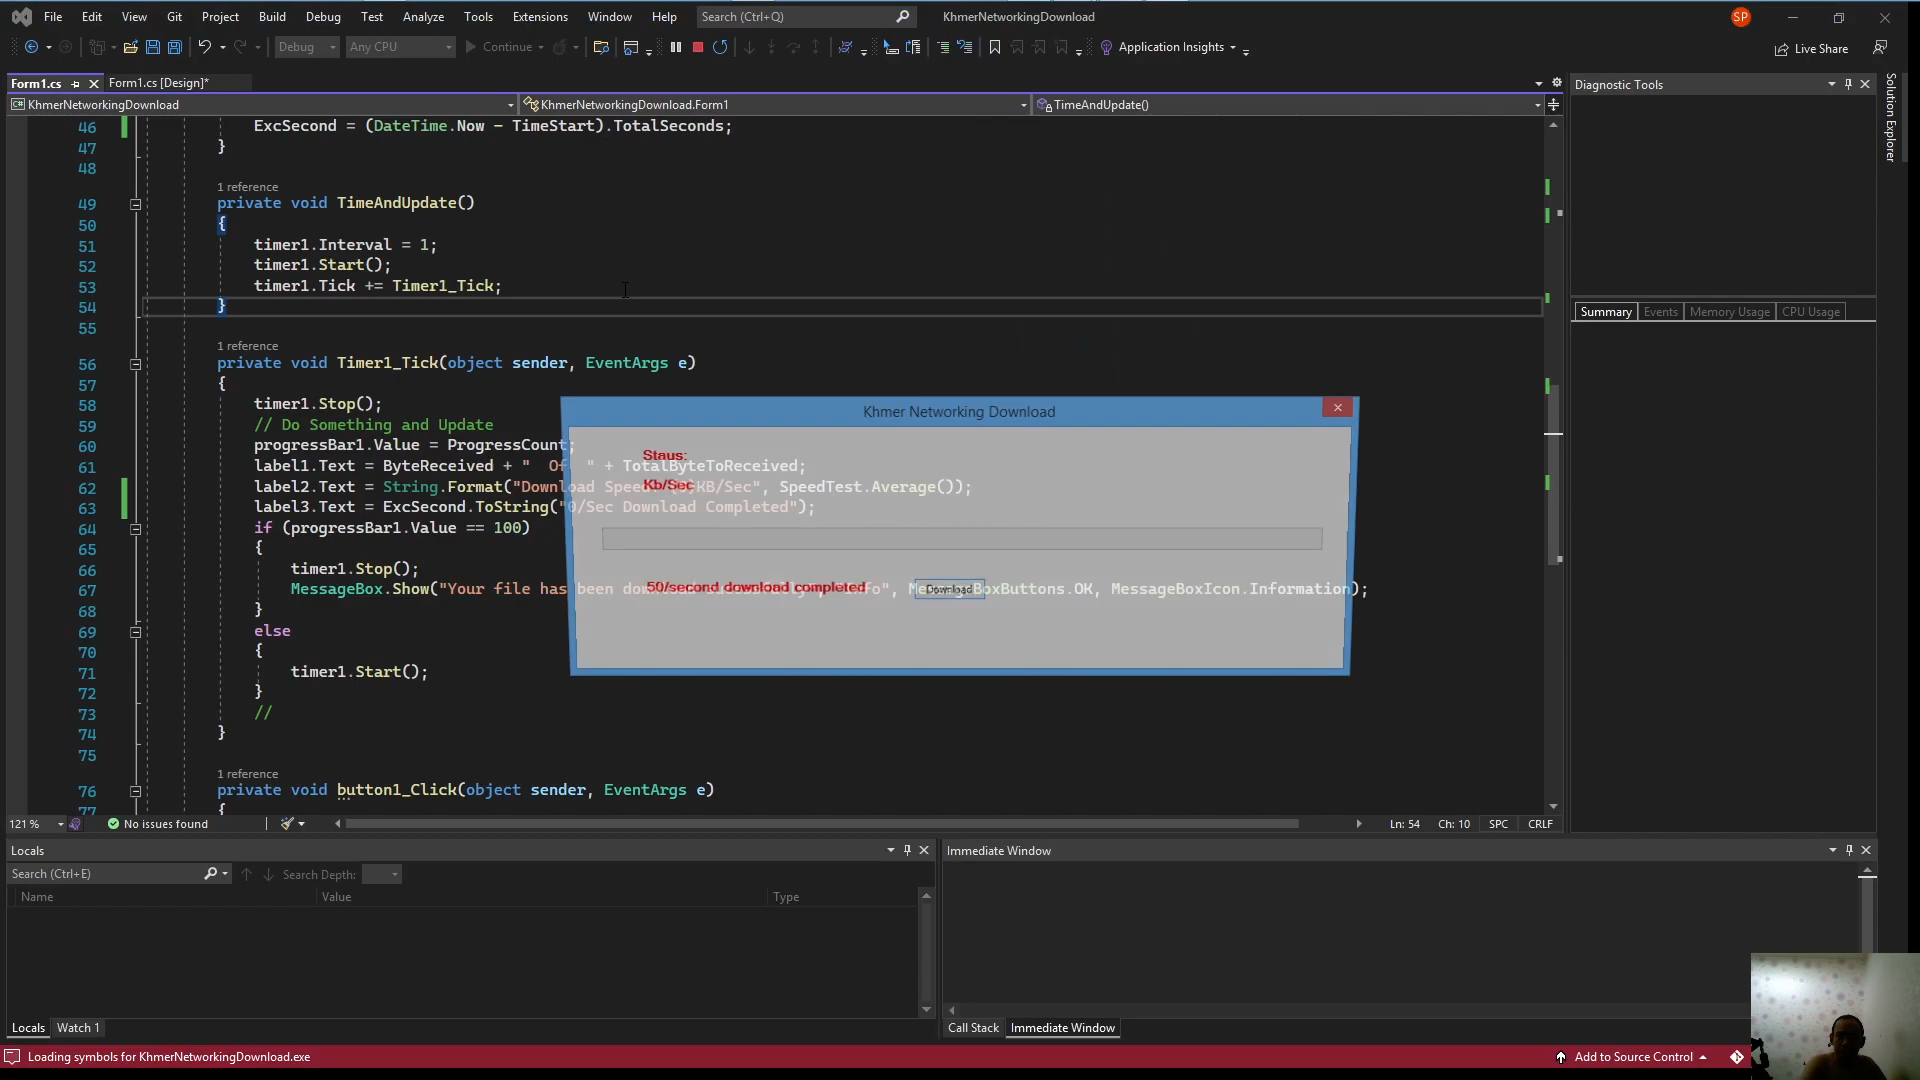 File Edit View Git Project Build Debug Test Analyze Tools Extensions Window Help Search (Ctrl+Q) KhmerNetworkingDownload SP
Debug Any CPU Continue Application Insights Live Share
Form1.cs Form1.cs [Design]*
KhmerNetworkingDownload KhmerNetworkingDownload.Form1 TimeAndUpdate()
46 ExcSecond = (DateTime.Now - TimeStart).TotalSeconds;
47 }
48
1 reference
49 private void TimeAndUpdate()
50 {
51 timer1.Interval = 1;
52 timer1.Start();
53 timer1.Tick += Timer1_Tick;
54 }
55
1 reference
56 private void Timer1_Tick(object sender, EventArgs e)
57 {
58 timer1.Stop();
59 // Do Something and Update
60 progressBar1.Value = ProgressCount;
61 label1.Text = ByteReceived + " Of " + TotalByteToReceived;
62 label2.Text = String.Format("Download Speed: KB/Sec", SpeedTest.Average());
63 label3.Text = ExcSecond.ToString("0/Sec Download Completed");
64 if (progressBar1.Value == 100)
65 {
66 timer1.Stop();
67 MessageBox.Show("Your file has been MessageBoxButtons.OK, MessageBoxIcon.Information);
68 }
69 else
70 {
71 timer1.Start();
72 }
73 //
74 }
75
1 reference
76 private void button1_Click(object sender, EventArgs e)
77 {
Khmer Networking Download
Staus:
Kb/Sec
50/second download completed Download
121 % No issues found Ln: 54 Ch: 10 SPC CRLF
Diagnostic Tools
Summary Events Memory Usage CPU Usage
Solution Explorer
Locals
Search (Ctrl+E) Search Depth:
Name Value Type
Locals Watch 1
Immediate Window
Call Stack Immediate Window
Loading symbols for KhmerNetworkingDownload.exe Add to Source Control